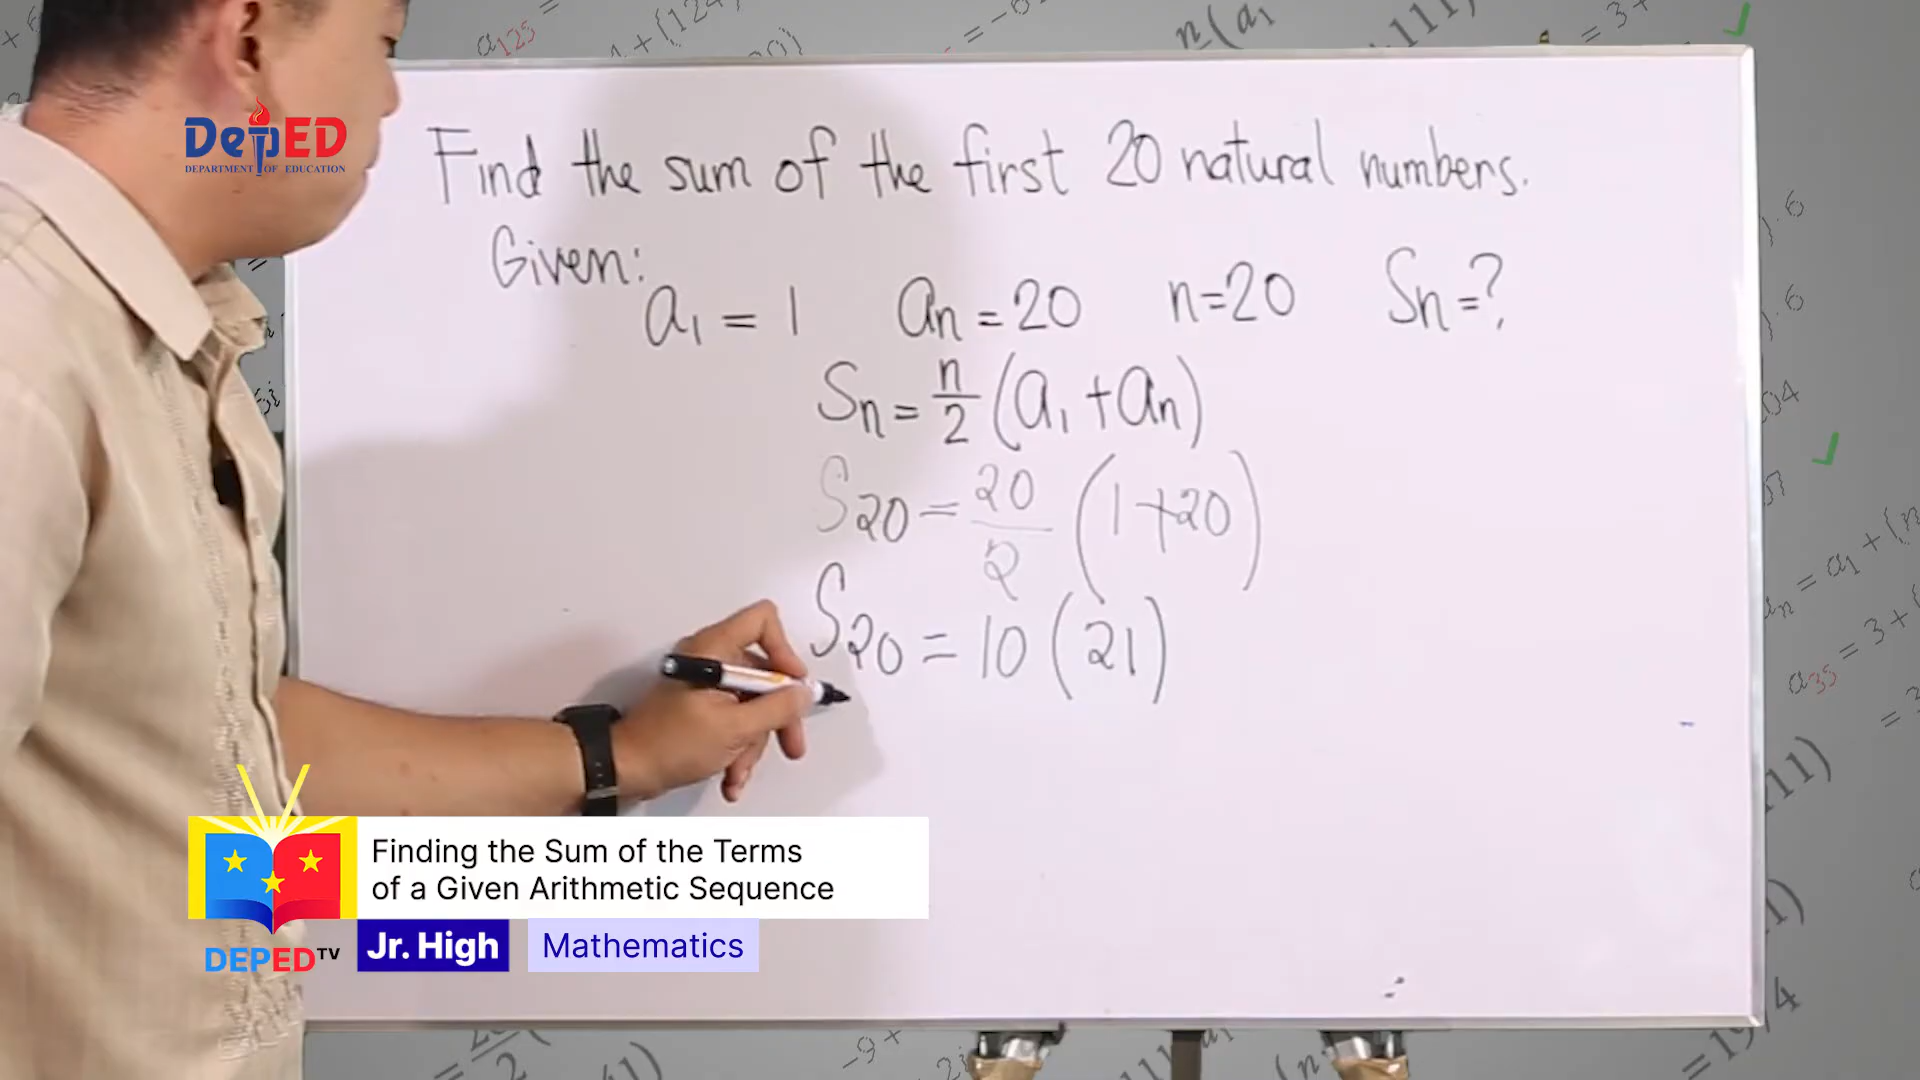 DepED
DEPARTMENT OF EDUCATION
Find the sum of the first 20 natural numbers.
Given:
a₁ = 1 aₙ = 20 n=20 Sₙ=?
Sₙ = n/2 (a₁ + aₙ)
S₂₀ = 20/2 (1+20)
S₂₀ = 10 (21)
Finding the Sum of the Terms
of a Given Arithmetic Sequence
DEPED TV
Jr. High
Mathematics